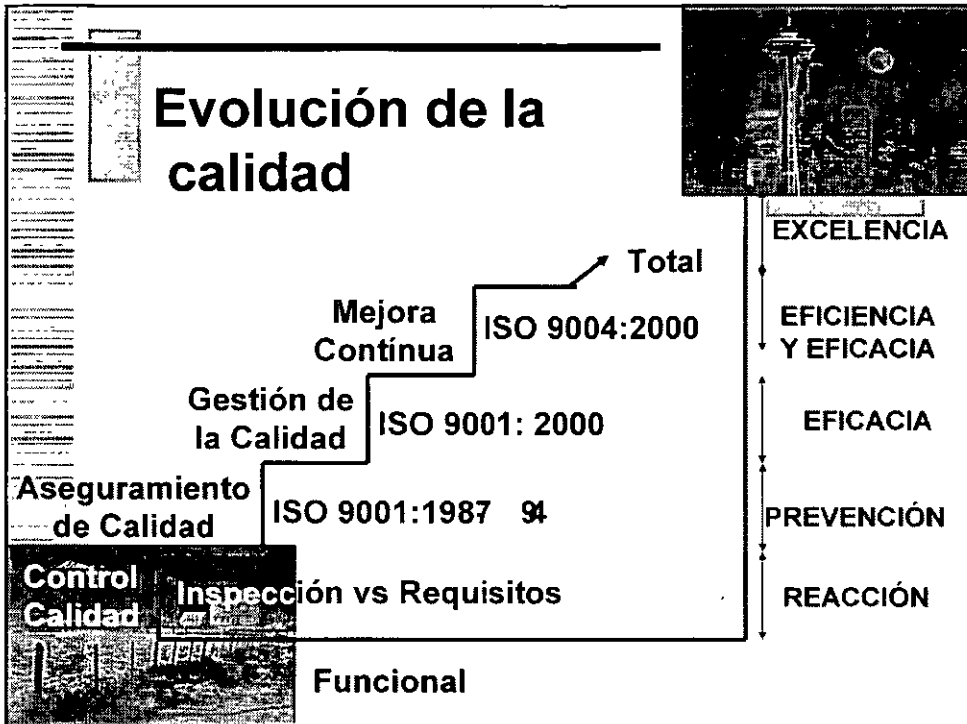 Evolución de la
calidad
EXCELENCIA
Total
Mejora
Contínua
ISO 9004:2000
EFICIENCIA
Y EFICACIA
Gestión de
la Calidad
ISO 9001: 2000
EFICACIA
Aseguramiento
de Calidad
ISO 9001:1987 94
PREVENCIÓN
Control
Calidad
Inspección vs Requisitos
REACCIÓN
Funcional